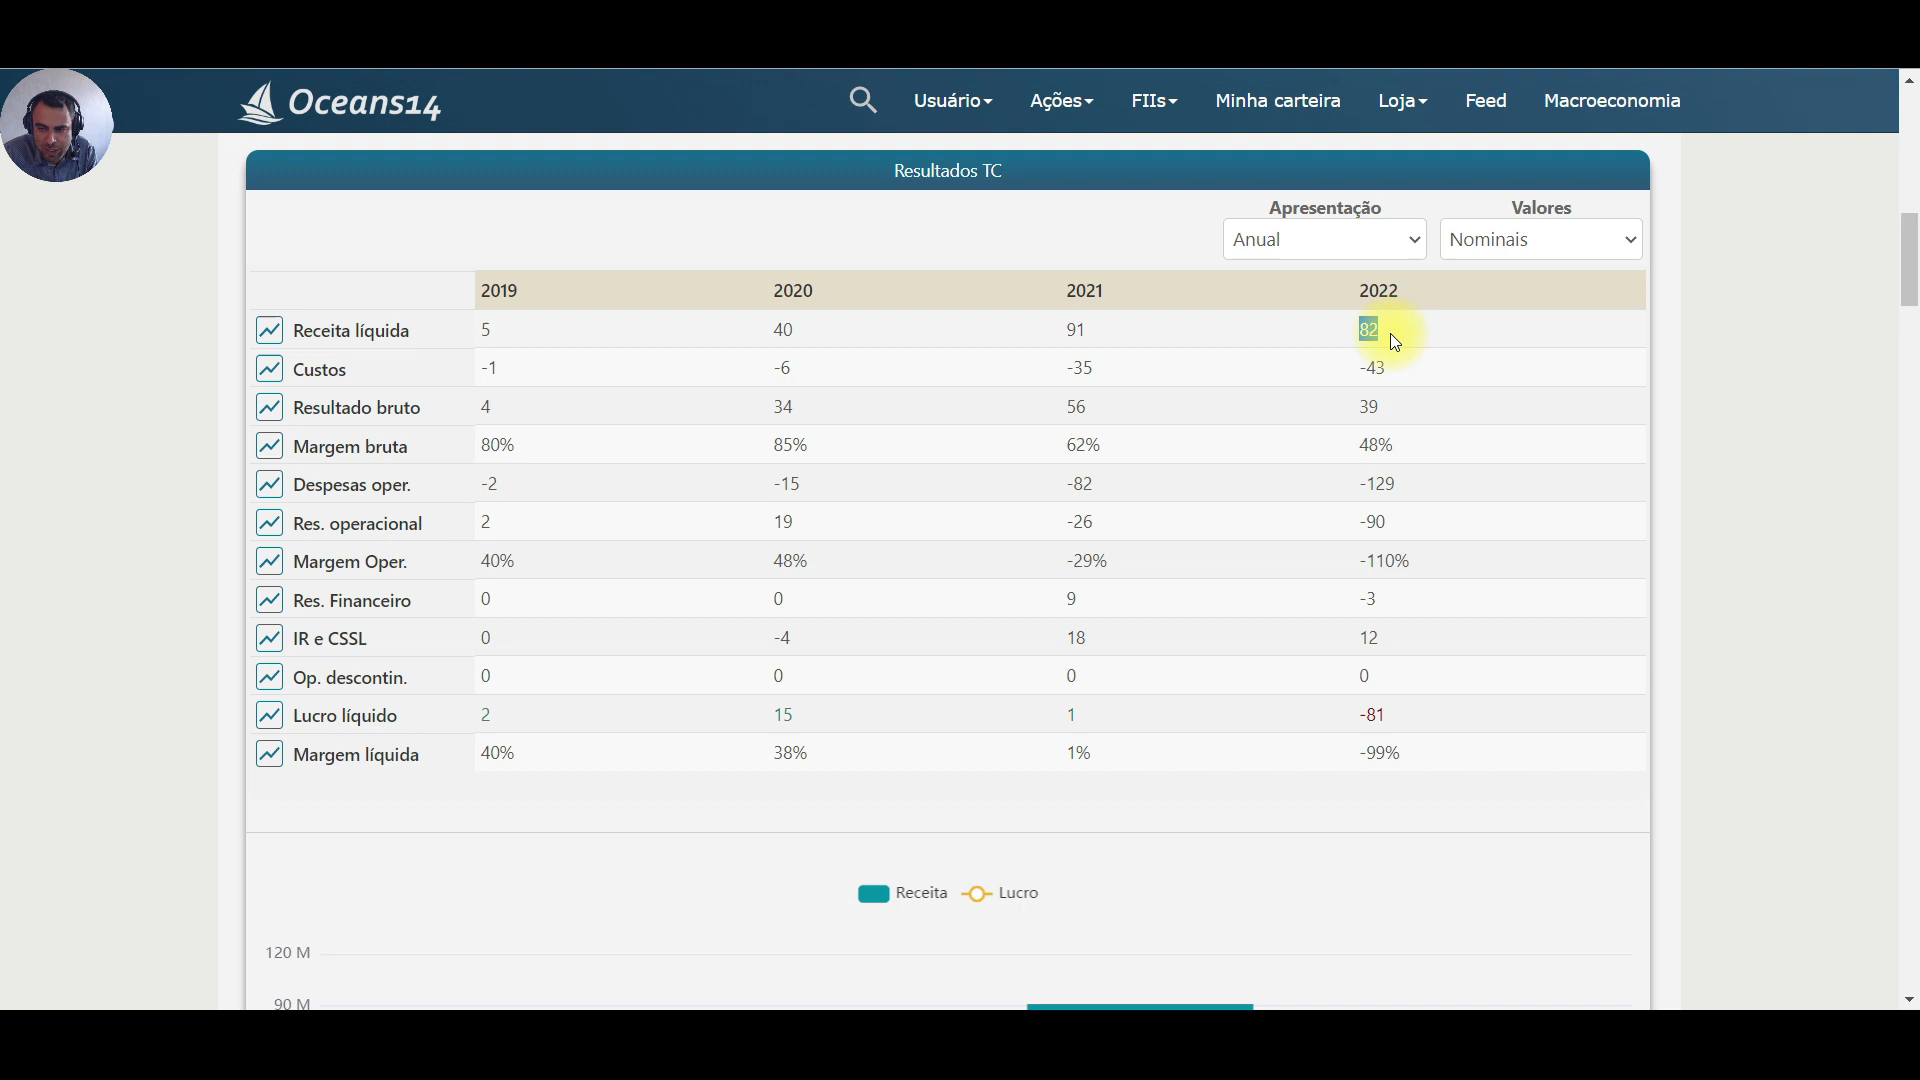 Oceans14
Usuário Ações FIIs Minha carteira Loja Feed Macroeconomia
Resultados TC
Apresentação Valores
Anual Nominais
2019 2020 2021 2022
Receita líquida 5 40 91 82
Custos -1 -6 -35 -43
Resultado bruto 4 34 56 39
Margem bruta 80% 85% 62% 48%
Despesas oper. -2 -15 -82 -129
Res. operacional 2 19 -26 -90
Margem Oper. 40% 48% -29% -110%
Res. Financeiro 0 0 9 -3
IR e CSSL 0 -4 18 12
Op. descontin. 0 0 0 0
Lucro líquido 2 15 1 -81
Margem líquida 40% 38% 1% -99%
Receita Lucro
120 M
90 M